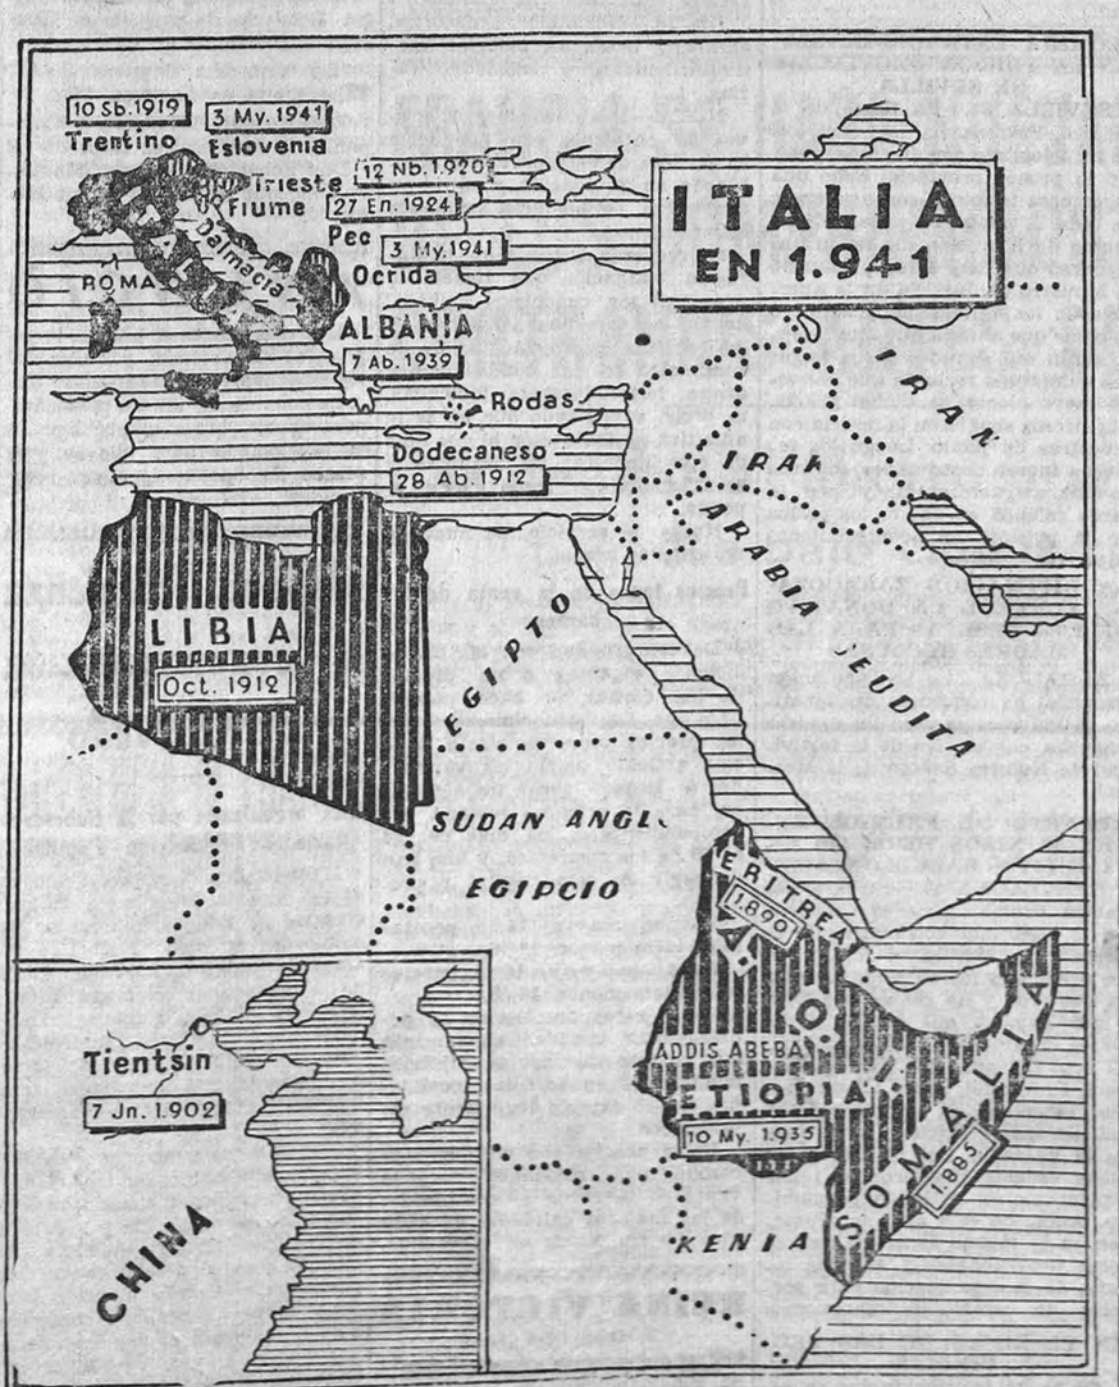 ITALIA
EN 1.941
10 Sb. 1919
Trentino
3 My. 1941
Eslovenia
12 Nb. 1920
Trieste
Fiume
27 En. 1924
Pec
3 My. 1941
Ocrida
ITALIA
Dalmacia
ROMA
ALBANIA
7 Ab. 1939
Rodas
Dodecaneso
28 Ab. 1912
IRAN
IRAK
ARABIA SEUDITA
LIBIA
Oct. 1912
EGIPTO
SUDAN ANGL.
EGIPCIO
ERITREA
1.890
A.O.I.
ADDIS ABEBA
ETIOPIA
10 My. 1.935
SOMALIA
1.885
KENIA
Tientsin
7 Jn. 1.902
CHINA